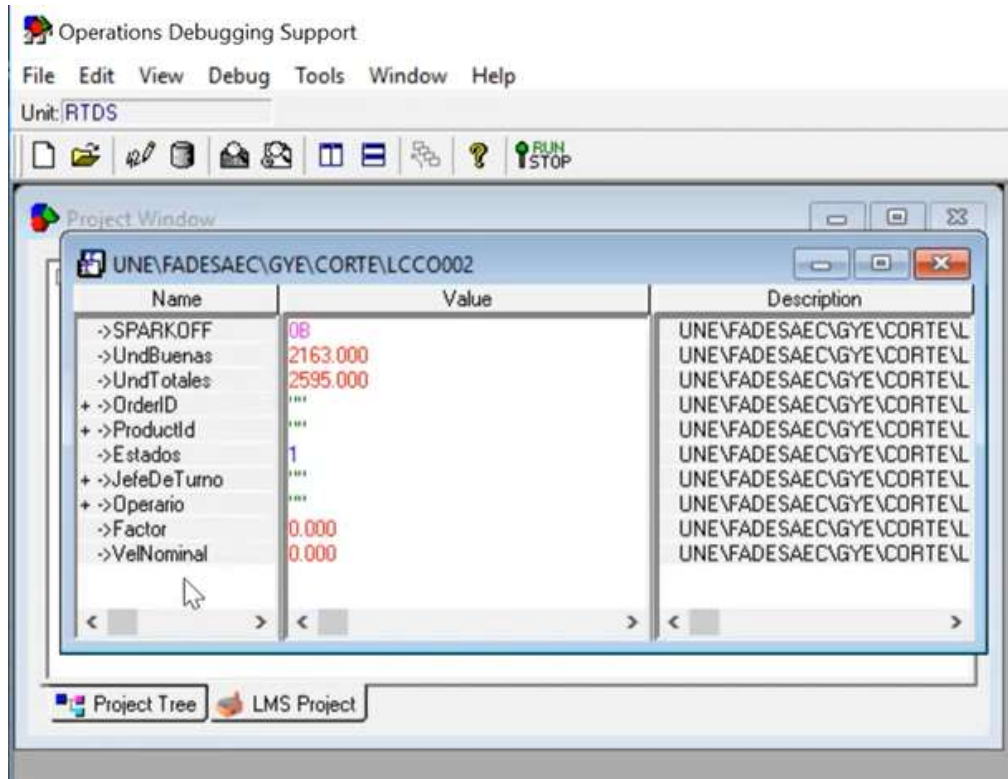 Operations Debugging Support
File Edit View Debug Tools Window Help
Unit: RTDS
RUN
STOP
Project Window
UNE\FADESAEC\GYE\CORTE\LCCO002
Name Value Description
->SPARKOFF 0B UNE\FADESAEC\GYE\CORTE\L
->UndBuenas 2163.000 UNE\FADESAEC\GYE\CORTE\L
->UndTotales 2595.000 UNE\FADESAEC\GYE\CORTE\L
+ ->OrderID "" UNE\FADESAEC\GYE\CORTE\L
+ ->ProductId "" UNE\FADESAEC\GYE\CORTE\L
->Estados 1 UNE\FADESAEC\GYE\CORTE\L
+ ->JefeDeTurno "" UNE\FADESAEC\GYE\CORTE\L
+ ->Operario "" UNE\FADESAEC\GYE\CORTE\L
->Factor 0.000 UNE\FADESAEC\GYE\CORTE\L
->VelNominal 0.000 UNE\FADESAEC\GYE\CORTE\L
Project Tree LMS Project